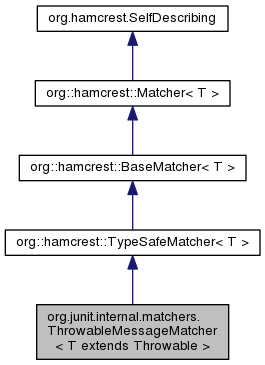 org.hamcrest.SelfDescribing
org::hamcrest::Matcher< T >
org::hamcrest::BaseMatcher< T >
org::hamcrest::TypeSafeMatcher< T >
org.junit.internal.matchers.
ThrowableMessageMatcher
< T extends Throwable >